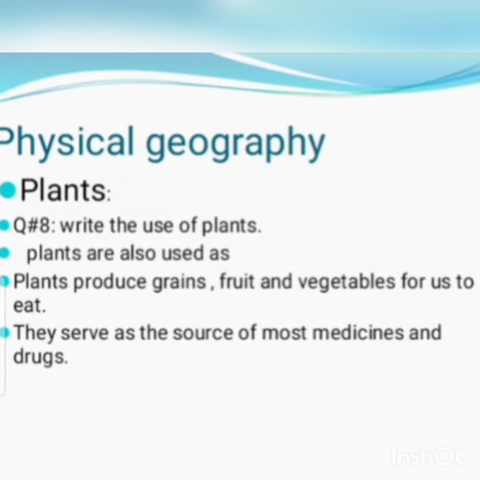 Physical geography
Plants:
Q#8: write the use of plants.
plants are also used as
Plants produce grains , fruit and vegetables for us to
eat.
They serve as the source of most medicines and
drugs.
InShOt